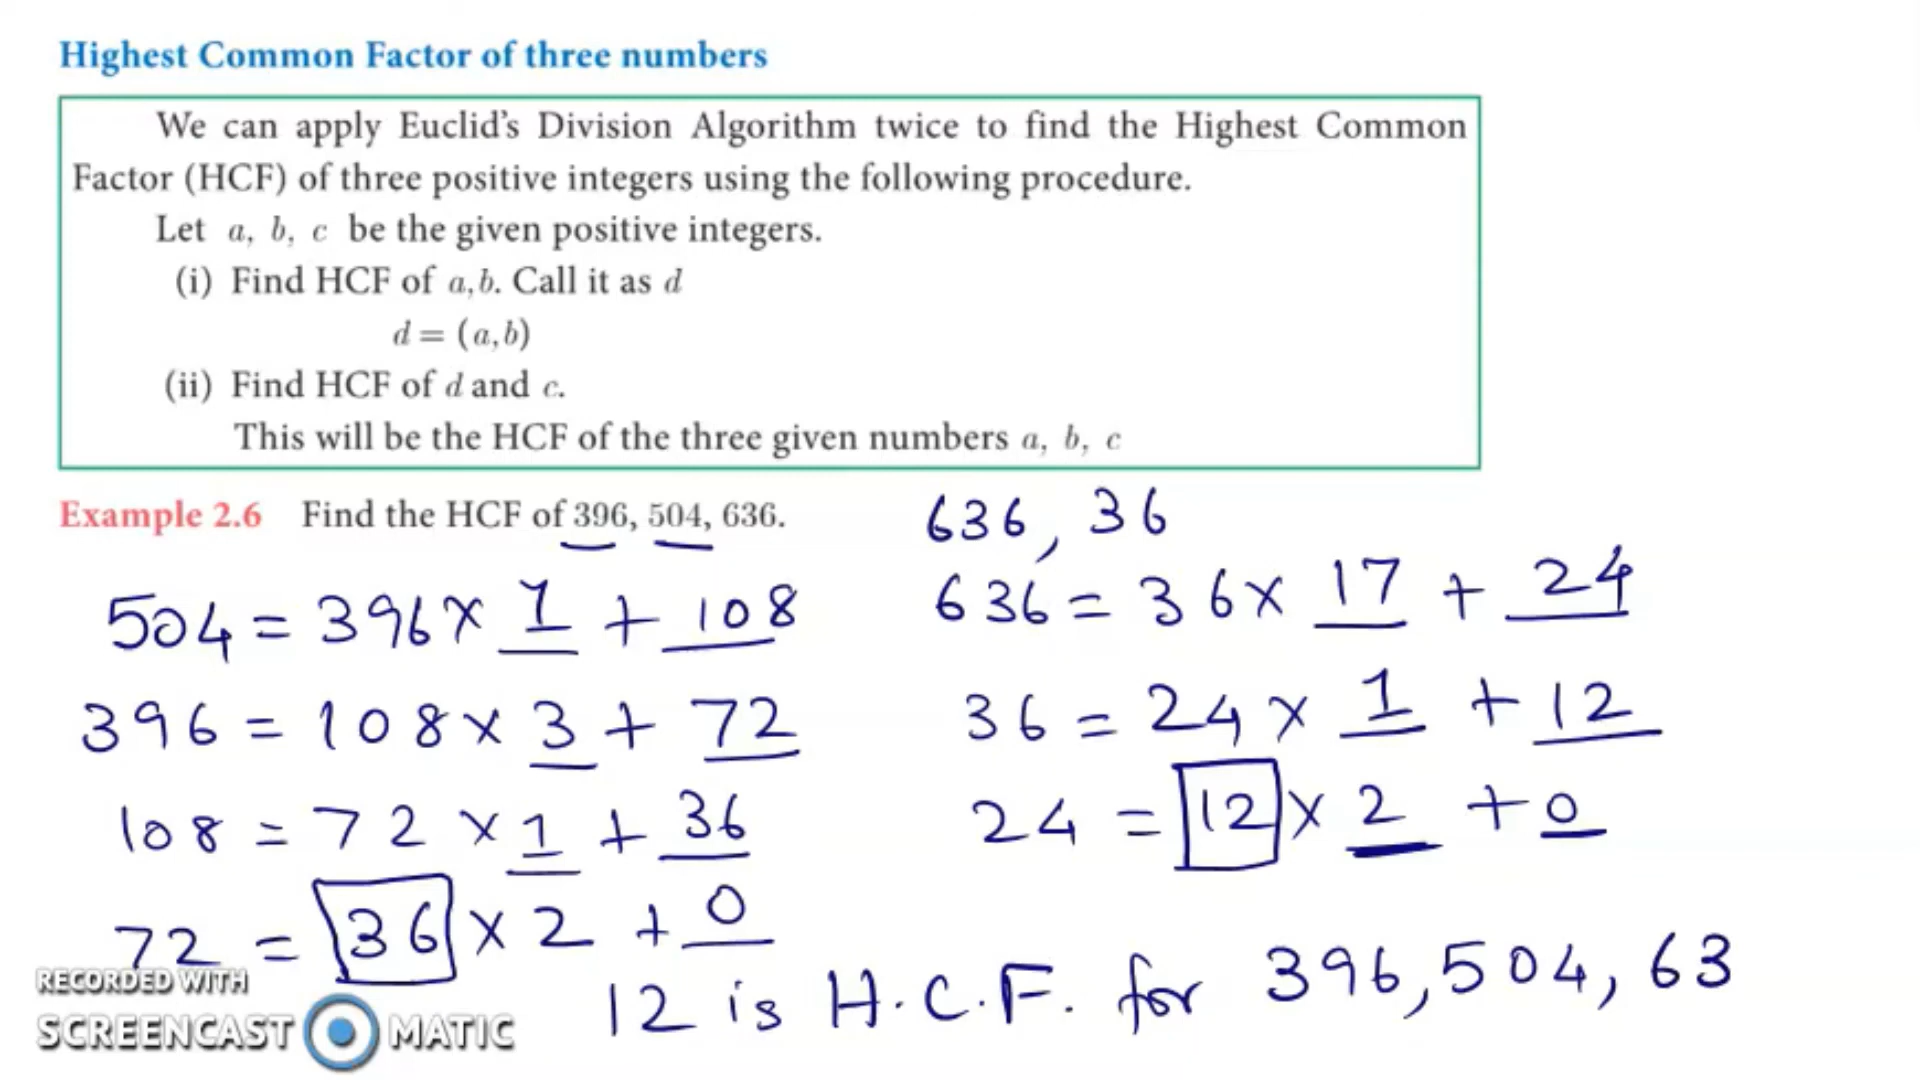 Highest Common Factor of three numbers
We can apply Euclid's Division Algorithm twice to find the Highest Common
Factor (HCF) of three positive integers using the following procedure.
Let a, b, c be the given positive integers.
(i) Find HCF of a,b. Call it as d
d = (a,b)
(ii) Find HCF of d and c.
This will be the HCF of the three given numbers a, b, c
Example 2.6 Find the HCF of 396, 504, 636.
504 = 396 × 1 + 108
396 = 108 × 3 + 72
108 = 72 × 1 + 36
72 = 36 × 2 + 0
636, 36
636 = 36 × 17 + 24
36 = 24 × 1 + 12
24 = 12 × 2 + 0
12 is H.C.F. for 396, 504, 63
RECORDED WITH
SCREENCAST MATIC